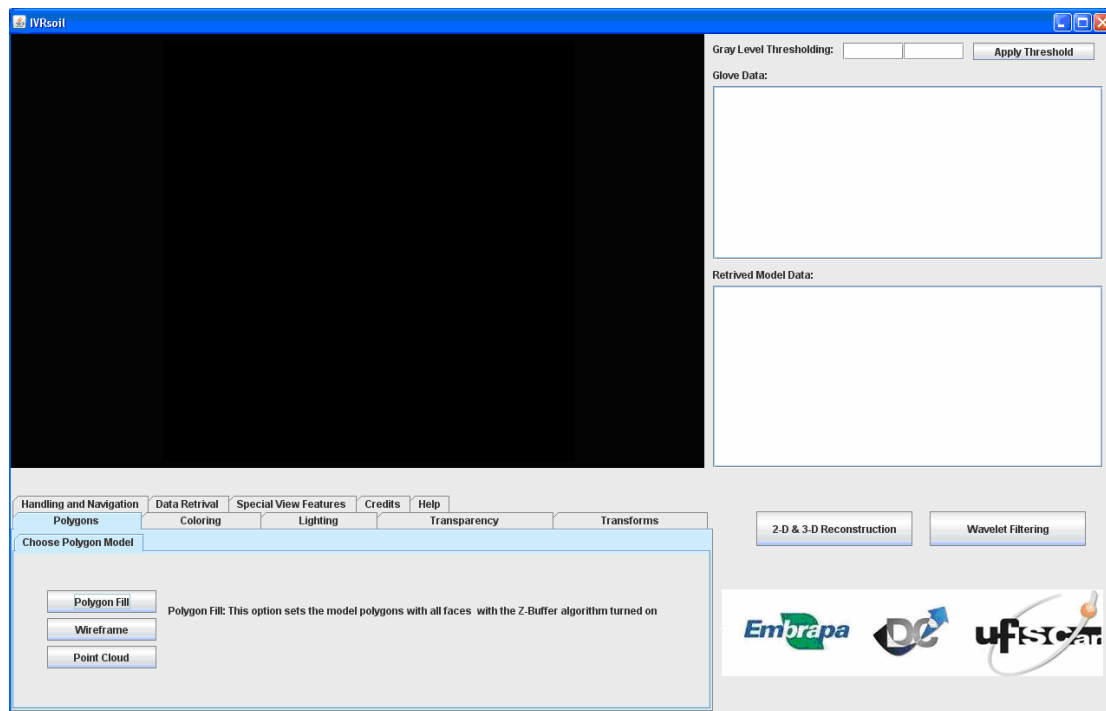 IVRsoil
Gray Level Thresholding:
Apply Threshold
Glove Data:
Retrived Model Data:
Handling and Navigation
Data Retrival
Special View Features
Credits
Help
Polygons
Coloring
Lighting
Transparency
Transforms
Choose Polygon Model
Polygon Fill
Polygon Fill: This option sets the model polygons with all faces with the Z-Buffer algorithm turned on
Wireframe
Point Cloud
2-D & 3-D Reconstruction
Wavelet Filtering
Embrapa
DC
ufscar